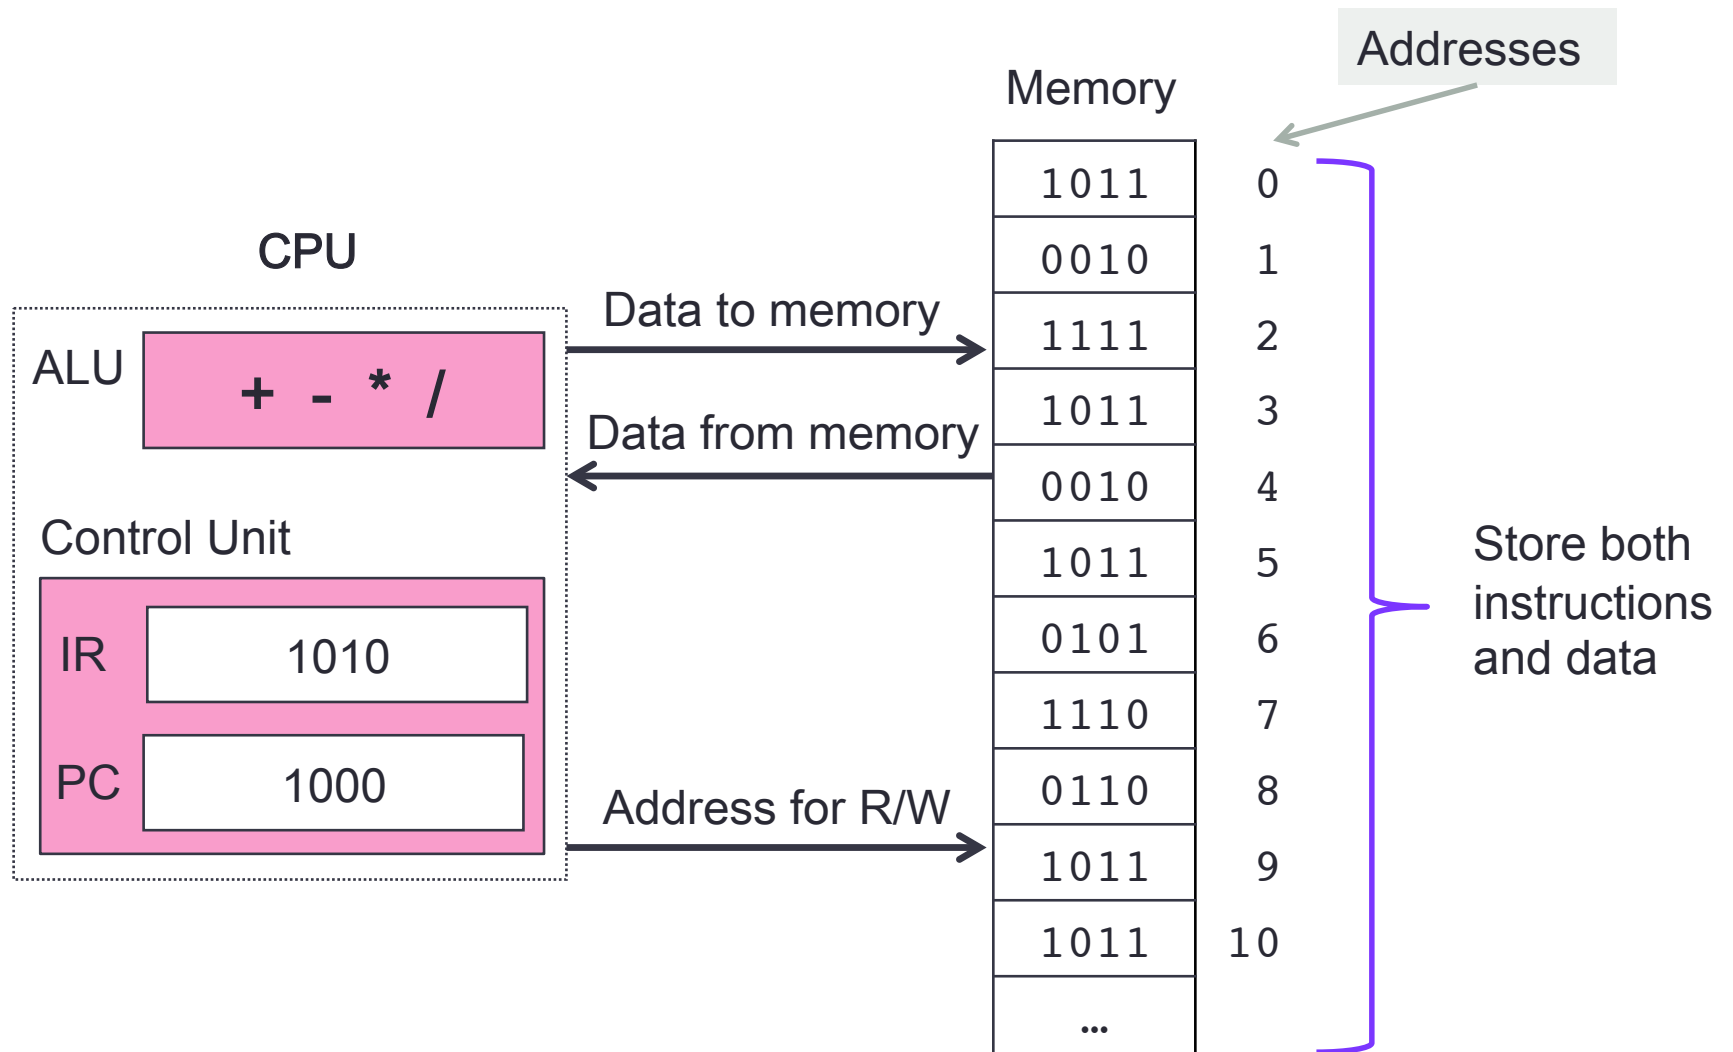 Addresses
Memory
CPU
ALU
+ - * /
Control Unit
IR
1010
PC
1000
Data to memory
Data from memory
Address for R/W
1011 0
0010 1
1111 2
1011 3
0010 4
1011 5
0101 6
1110 7
0110 8
1011 9
1011 10
...
Store both
instructions
and data